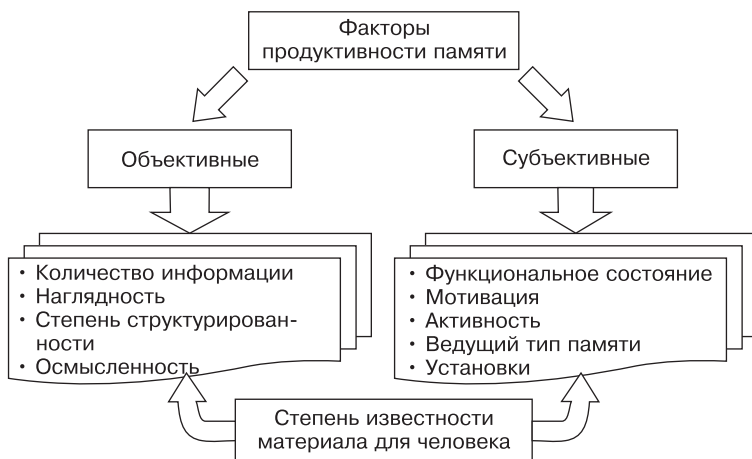 Факторы
продуктивности памяти
Объективные
Субъективные
• Количество информации
• Наглядность
• Степень структурирован-
ности
• Осмысленность
• Функциональное состояние
• Мотивация
• Активность
• Ведущий тип памяти
• Установки
Степень известности
материала для человека